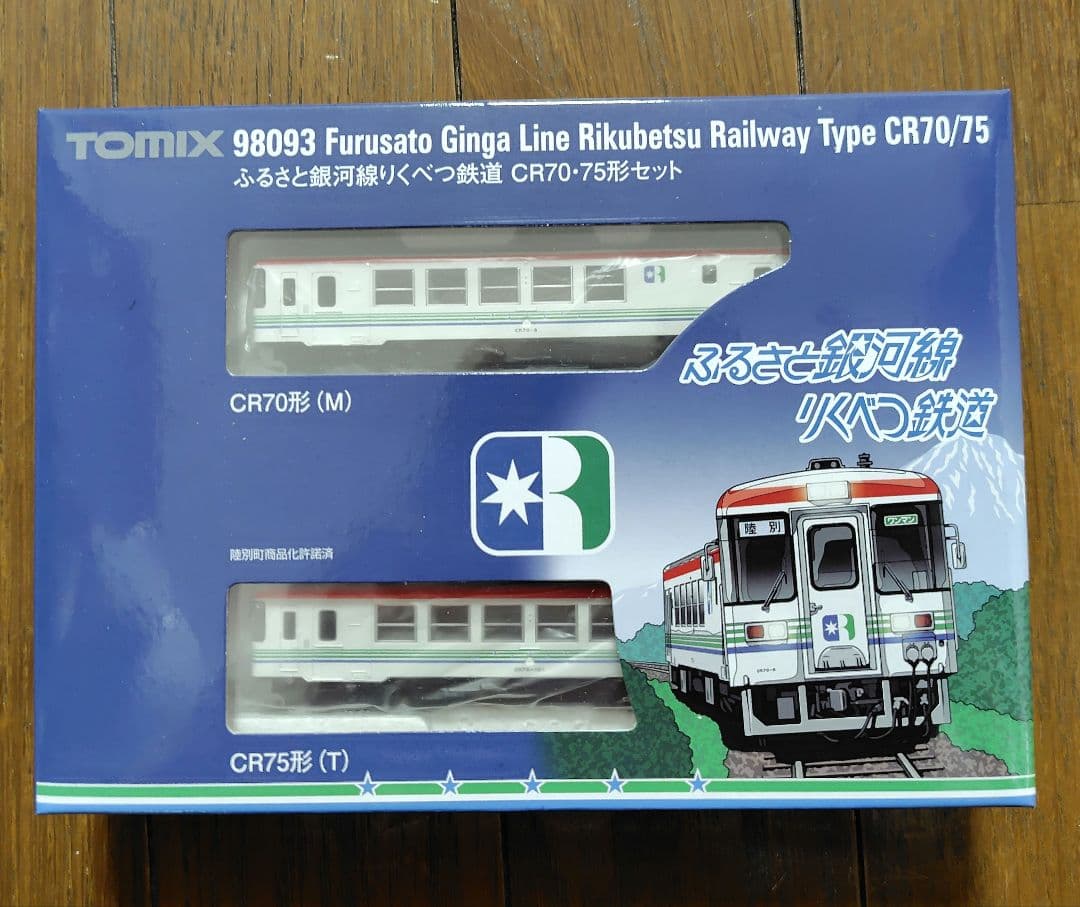 TOMIX 98093 Furusato Ginga Line Rikubetsu Railway Type CR70/75
ふるさと銀河線りくべつ鉄道 CR70・75形セット
CR70形(M)
ふるさと銀河線
りくべつ鉄道
R
陸別
ワンマン
陸別町商品化許諾済
CR75形(T)